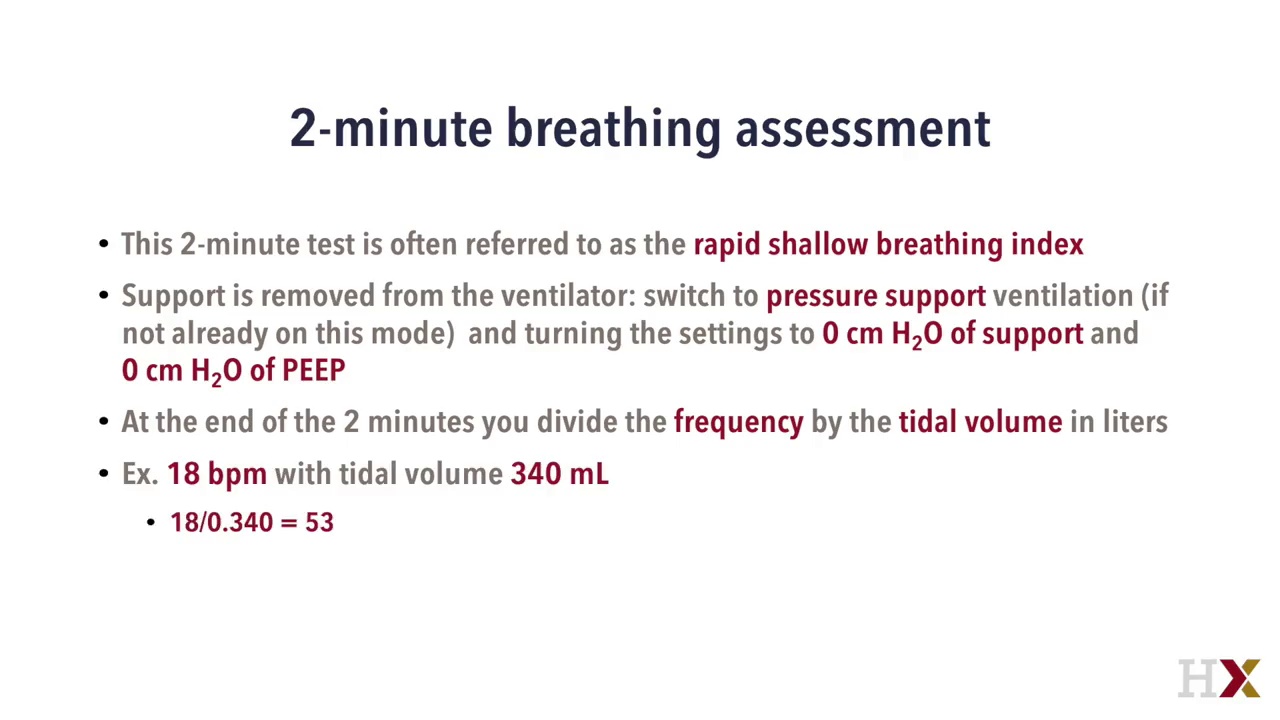 2-minute breathing assessment
• This 2-minute test is often referred to as the rapid shallow breathing index
• Support is removed from the ventilator: switch to pressure support ventilation (if
not already on this mode)  and turning the settings to 0 cm H₂O of support and
0 cm H₂O of PEEP
• At the end of the 2 minutes you divide the frequency by the tidal volume in liters
• Ex. 18 bpm with tidal volume 340 mL
• 18/0.340 = 53
HX